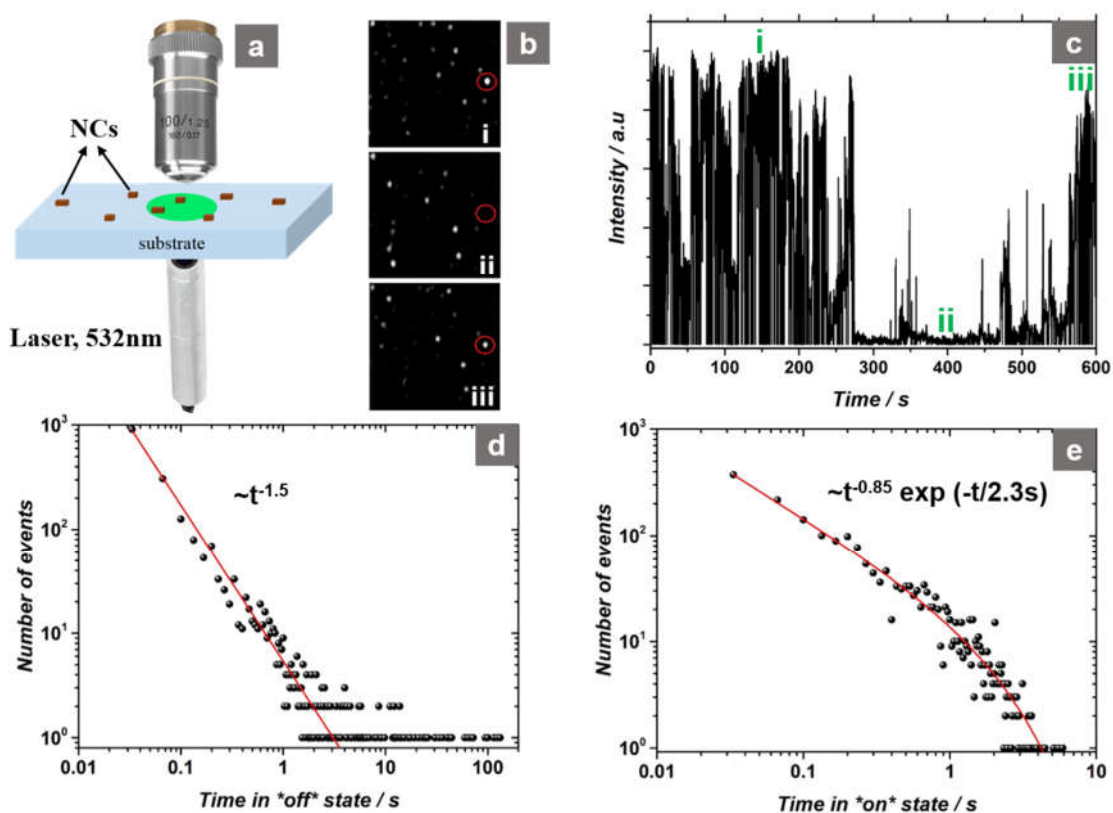 a
NCs
100/1.25
160/0.17
substrate
Laser, 532nm
b
i
ii
iii
c
Intensity / a.u
i
ii
iii
0 100 200 300 400 500 600
Time / s
d
Number of events
10³
10²
10¹
10⁰
~t⁻¹·⁵
0.01 0.1 1 10 100
Time in *off* state / s
e
Number of events
10³
10²
10¹
10⁰
~t⁻⁰·⁸⁵ exp (-t/2.3s)
0.01 0.1 1 10
Time in *on* state / s